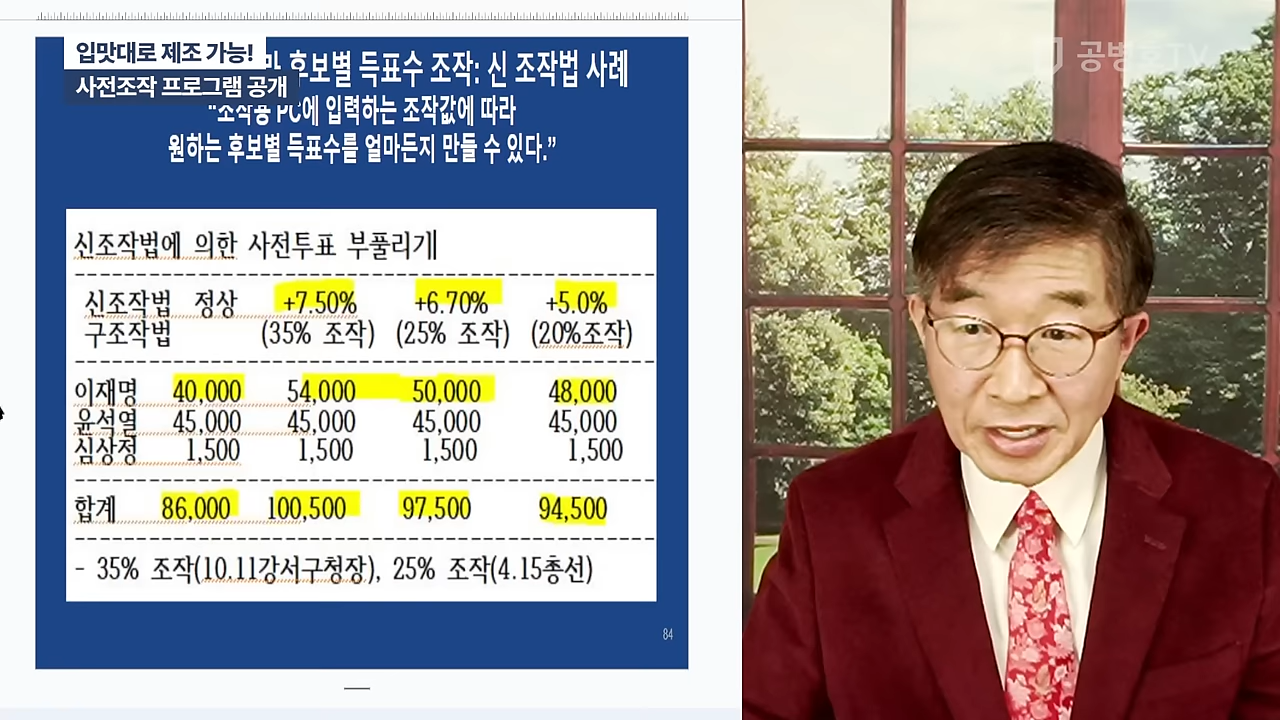 입맛대로 제조 가능!
사전조작 프로그램 공개
후보별 득표수 조작: 신 조작법 사례
"조작용 PC에 입력하는 조작값에 따라
원하는 후보별 득표수를 얼마든지 만들 수 있다."
신조작법에 의한 사전투표 부풀리기
신조작법 정상 +7.50% +6.70% +5.0%
구조작법 (35% 조작) (25% 조작) (20%조작)
이재명 40,000 54,000 50,000 48,000
윤석열 45,000 45,000 45,000 45,000
심상정 1,500 1,500 1,500 1,500
합계 86,000 100,500 97,500 94,500
- 35% 조작(10.11강서구청장), 25% 조작(4.15총선)
84
공병호TV